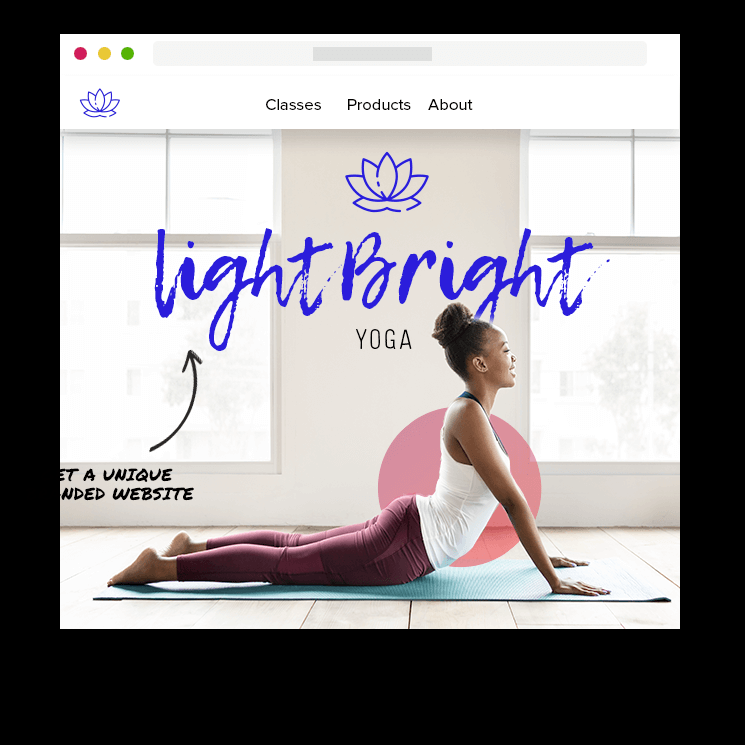 Classes Products About
lightBright
YOGA
ET A UNIQUE
NDED WEBSITE